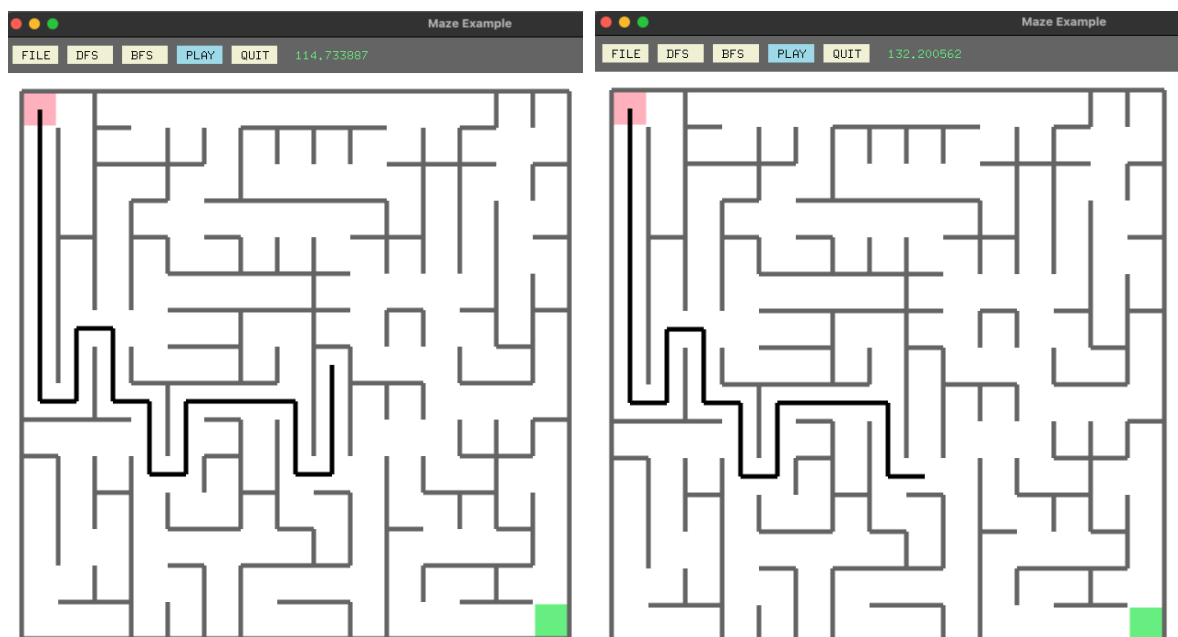 Maze Example
FILE DFS BFS PLAY QUIT 114.733887
Maze Example
FILE DFS BFS PLAY QUIT 132.200562